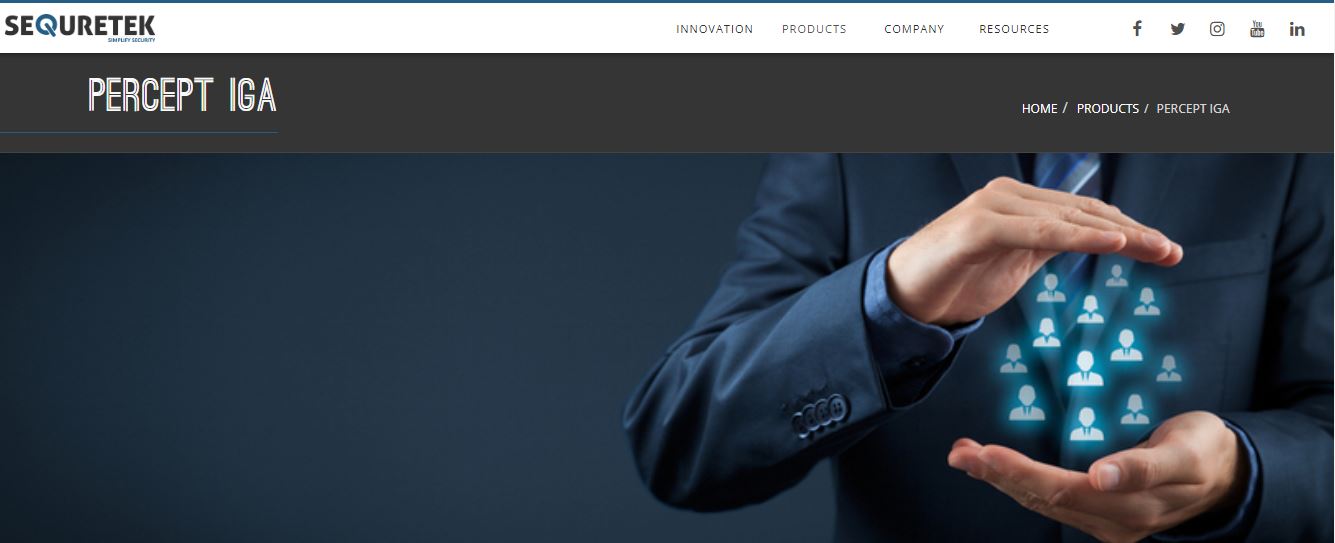 SEQURETEK
SIMPLIFY SECURITY
INNOVATION PRODUCTS COMPANY RESOURCES
You Tube
PERCEPT IGA
HOME / PRODUCTS / PERCEPT IGA